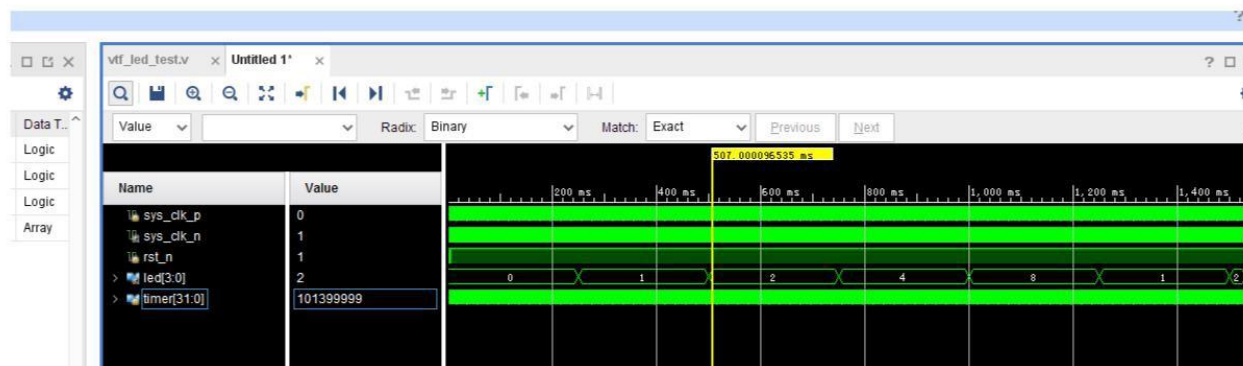 ?
vtf_led_test.v × Untitled 1* ×
?
Data T..
Logic
Logic
Logic
Array
Value
Radix: Binary
Match: Exact
Previous
Next
507.000096535 ms
Name Value
200 ms 400 ms 600 ms 800 ms 1,000 ms 1,200 ms 1,400 ms
sys_clk_p 0
sys_clk_n 1
rst_n 1
led[3:0] 2 0 1 2 4 8 1 2
timer[31:0] 101399999